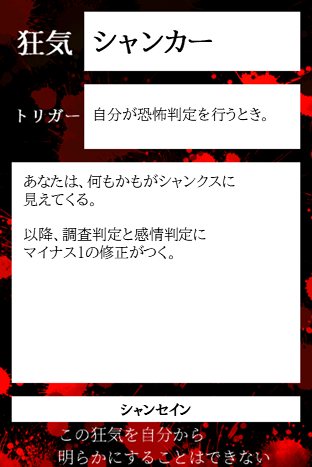 狂気 シャンカー
トリガー 自分が恐怖判定を行うとき。
あなたは、何もかもがシャンクスに
見えてくる。
以降、調査判定と感情判定に
マイナス1の修正がつく。
シャンセイン
この狂気を自分から
明らかにすることはできない